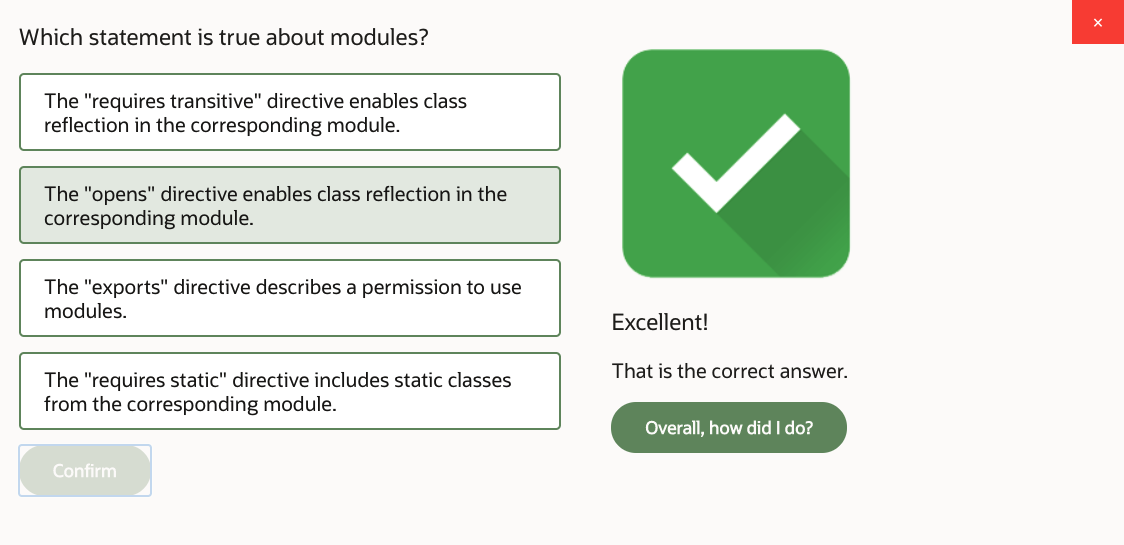 Which statement is true about modules?
×
The "requires transitive" directive enables class
reflection in the corresponding module.
The "opens" directive enables class reflection in the
corresponding module.
The "exports" directive describes a permission to use
modules.
The "requires static" directive includes static classes
from the corresponding module.
Confirm
Excellent!
That is the correct answer.
Overall, how did I do?